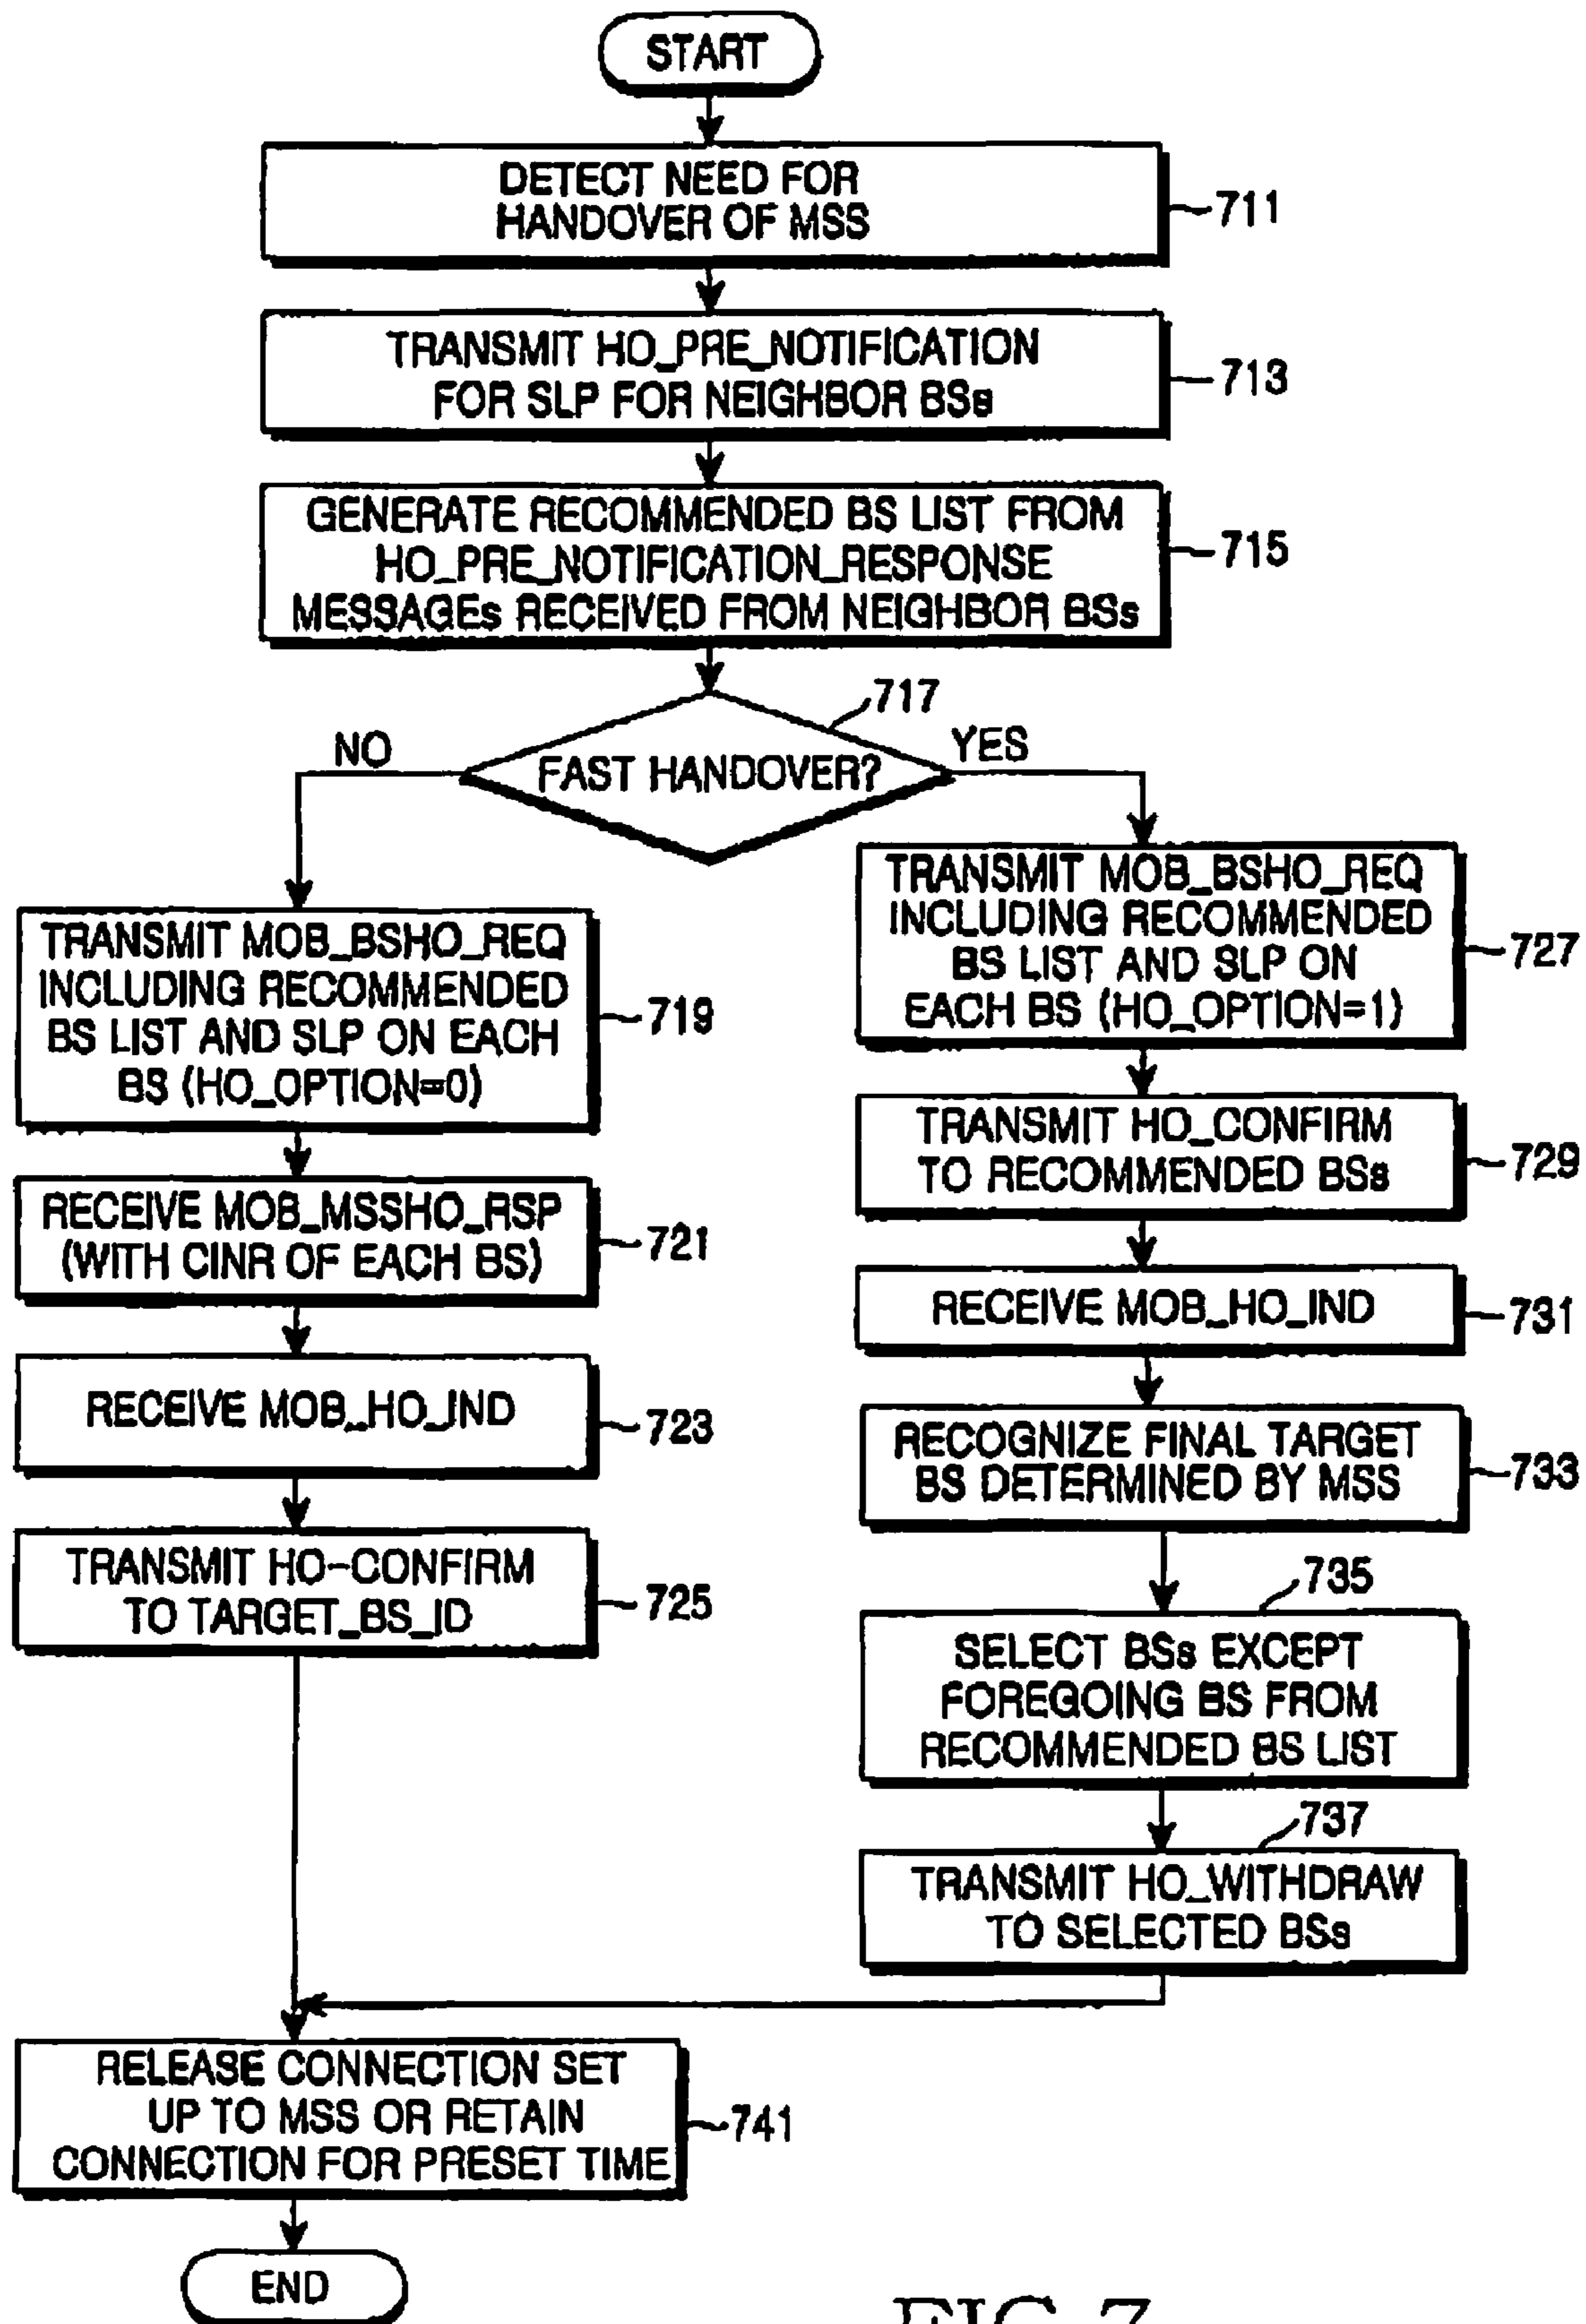 START
DETECT NEED FOR
HANDOVER OF MSS
711
TRANSMIT HO_PRE_NOTIFICATION
FOR SLP FOR NEIGHBOR BSs
713
GENERATE RECOMMENDED BS LIST FROM
HO_PRE_NOTIFICATION_RESPONSE
MESSAGEs RECEIVED FROM NEIGHBOR BSs
715
717
FAST HANDOVER?
NO
YES
TRANSMIT MOB_BSHO_REQ
INCLUDING RECOMMENDED
BS LIST AND SLP ON EACH
BS (HO_OPTION=0)
719
RECEIVE MOB_MSSHO_RSP
(WITH CINR OF EACH BS)
721
RECEIVE MOB_HO_IND
723
TRANSMIT HO-CONFIRM
TO TARGET_BS_ID
725
TRANSMIT MOB_BSHO_REQ
INCLUDING RECOMMENDED
BS LIST AND SLP ON
EACH BS (HO_OPTION=1)
727
TRANSMIT HO_CONFIRM
TO RECOMMENDED BSs
729
RECEIVE MOB_HO_IND
731
RECOGNIZE FINAL TARGET
BS DETERMINED BY MSS
733
735
SELECT BSs EXCEPT
FOREGOING BS FROM
RECOMMENDED BS LIST
737
TRANSMIT HO_WITHDRAW
TO SELECTED BSs
RELEASE CONNECTION SET
UP TO MSS OR RETAIN
CONNECTION FOR PRESET TIME
741
END
FIG. 7